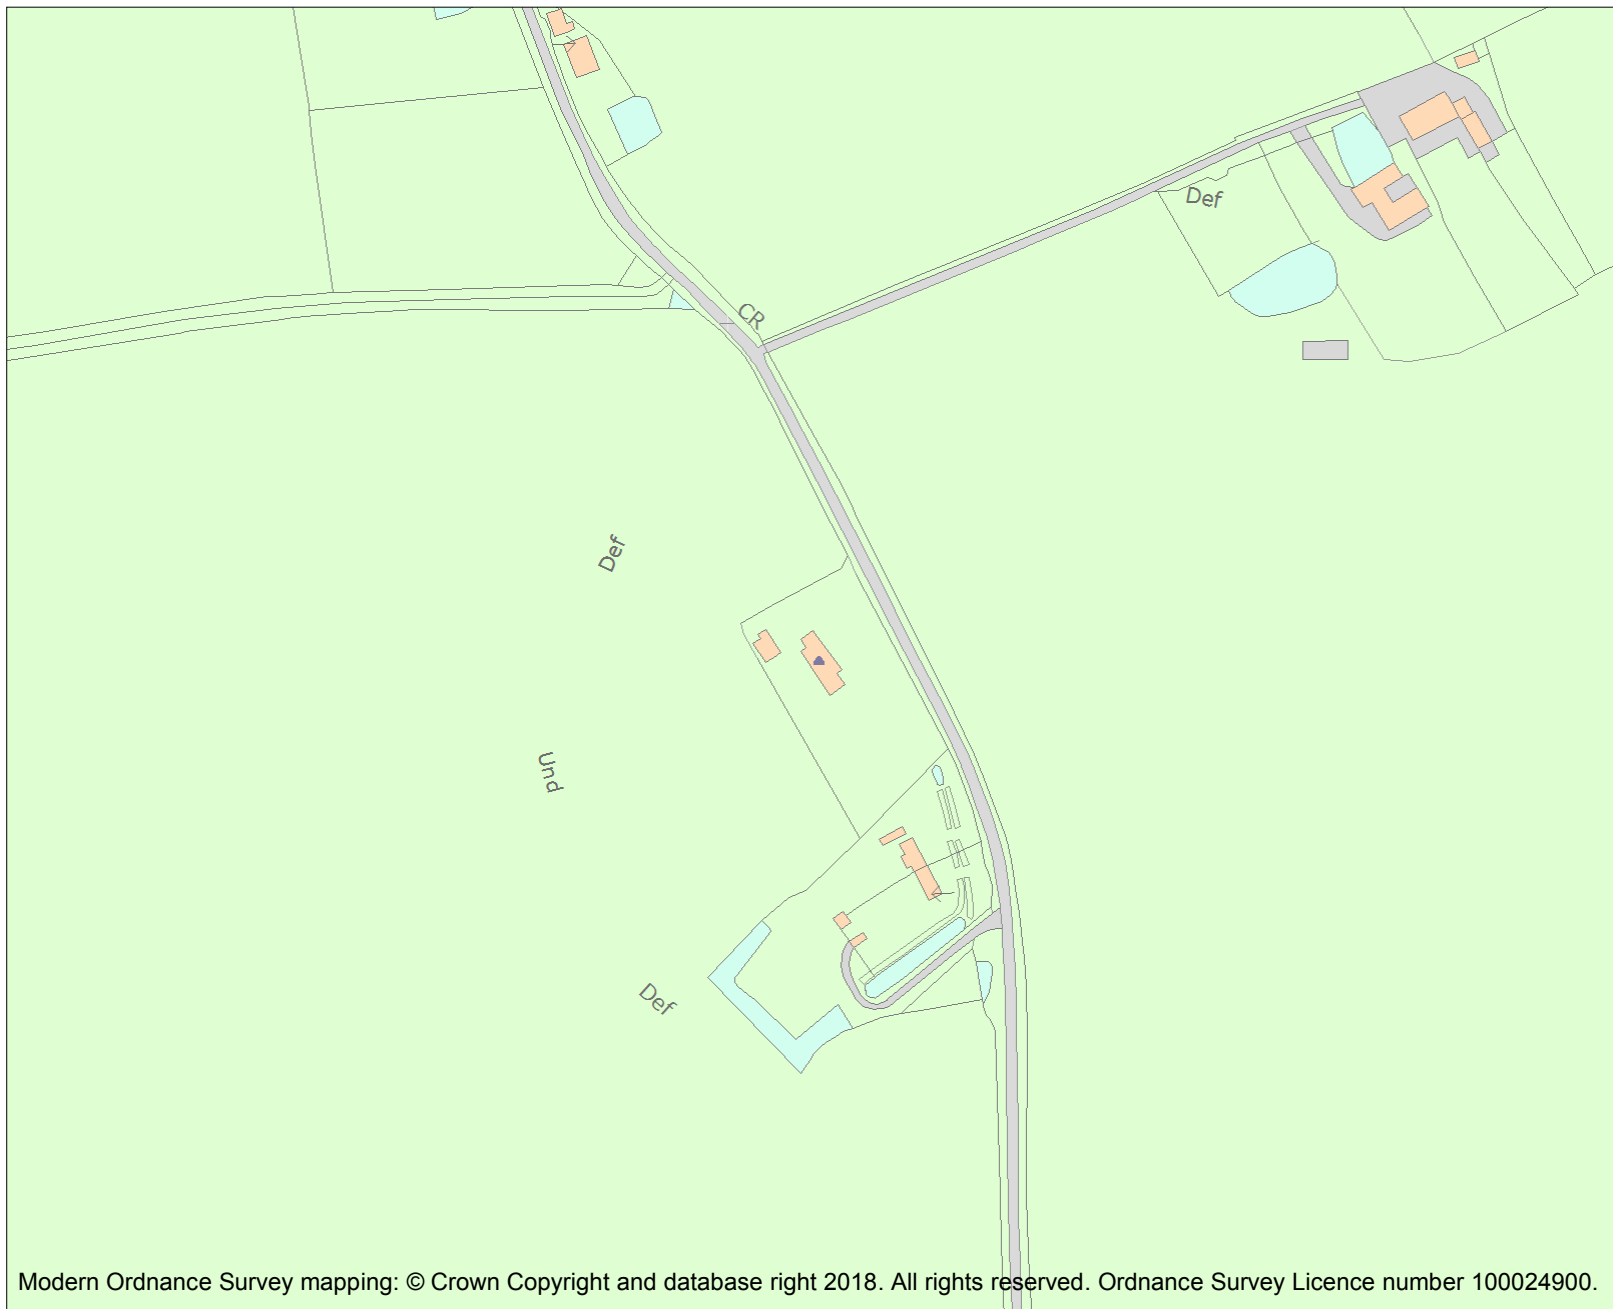 Def
CR
Def
Und
Def
Modern Ordnance Survey mapping: © Crown Copyright and database right 2018. All rights reserved. Ordnance Survey Licence number 100024900.